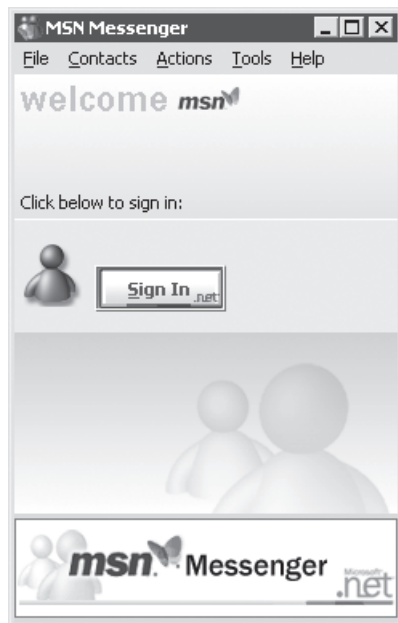 MSN Messenger
File Contacts Actions Tools Help
welcome msn
Click below to sign in:
Sign In .net
msn Messenger
Microsoft .net